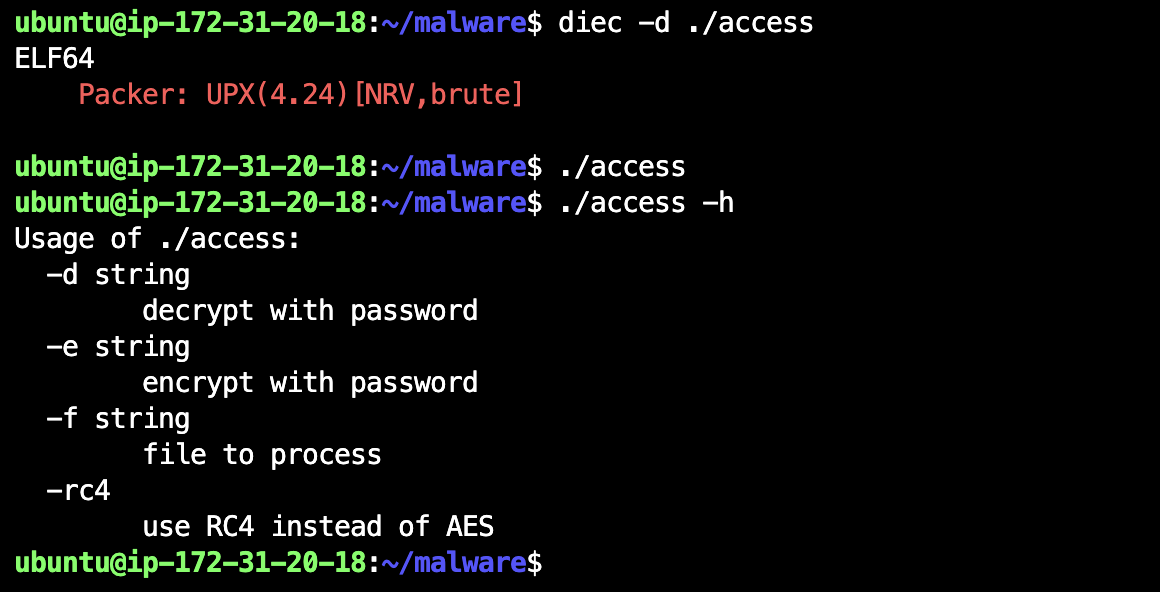 ubuntu@ip-172-31-20-18:~/malware$ diec -d ./access
ELF64
    Packer: UPX(4.24)[NRV,brute]

ubuntu@ip-172-31-20-18:~/malware$ ./access
ubuntu@ip-172-31-20-18:~/malware$ ./access -h
Usage of ./access:
  -d string
        decrypt with password
  -e string
        encrypt with password
  -f string
        file to process
  -rc4
        use RC4 instead of AES
ubuntu@ip-172-31-20-18:~/malware$